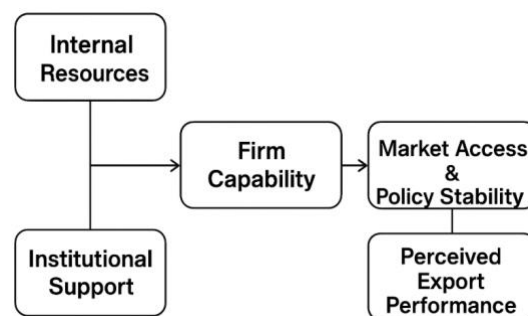 Internal
Resources
Institutional
Support
Firm
Capability
Market Access
&
Policy Stability
Perceived
Export
Performance